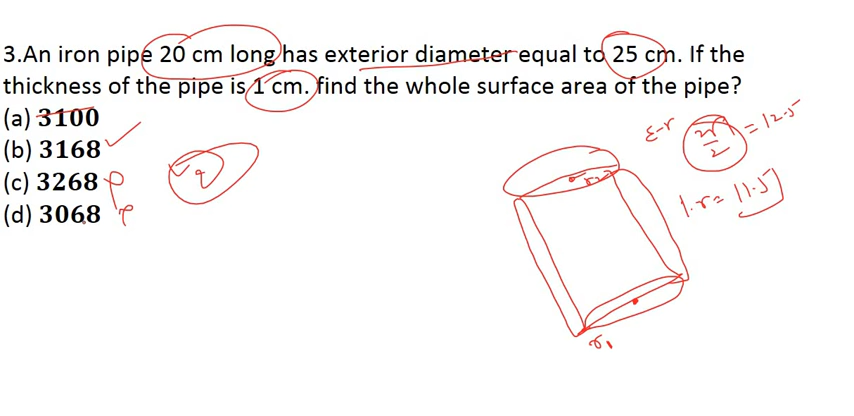 3.An iron pipe 20 cm long has exterior diameter equal to 25 cm. If the
thickness of the pipe is 1 cm. find the whole surface area of the pipe?
(a) 3100
(b) 3168
(c) 3268
(d) 3068
ε-r = 12.5
1.r= 11.5
r₁